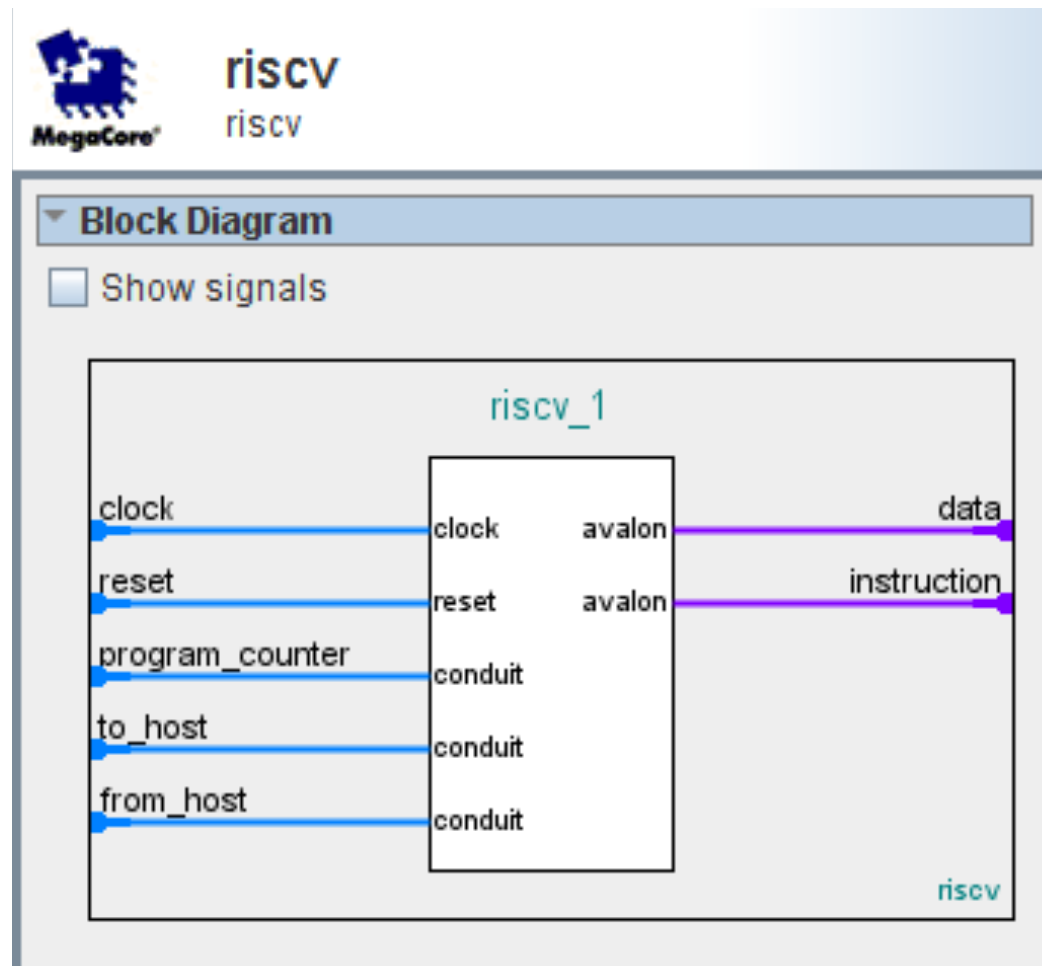 riscv
MegaCore®
riscv
Block Diagram
Show signals
riscv_1
clock
clock
avalon
data
reset
reset
avalon
instruction
program_counter
conduit
to_host
conduit
from_host
conduit
riscv